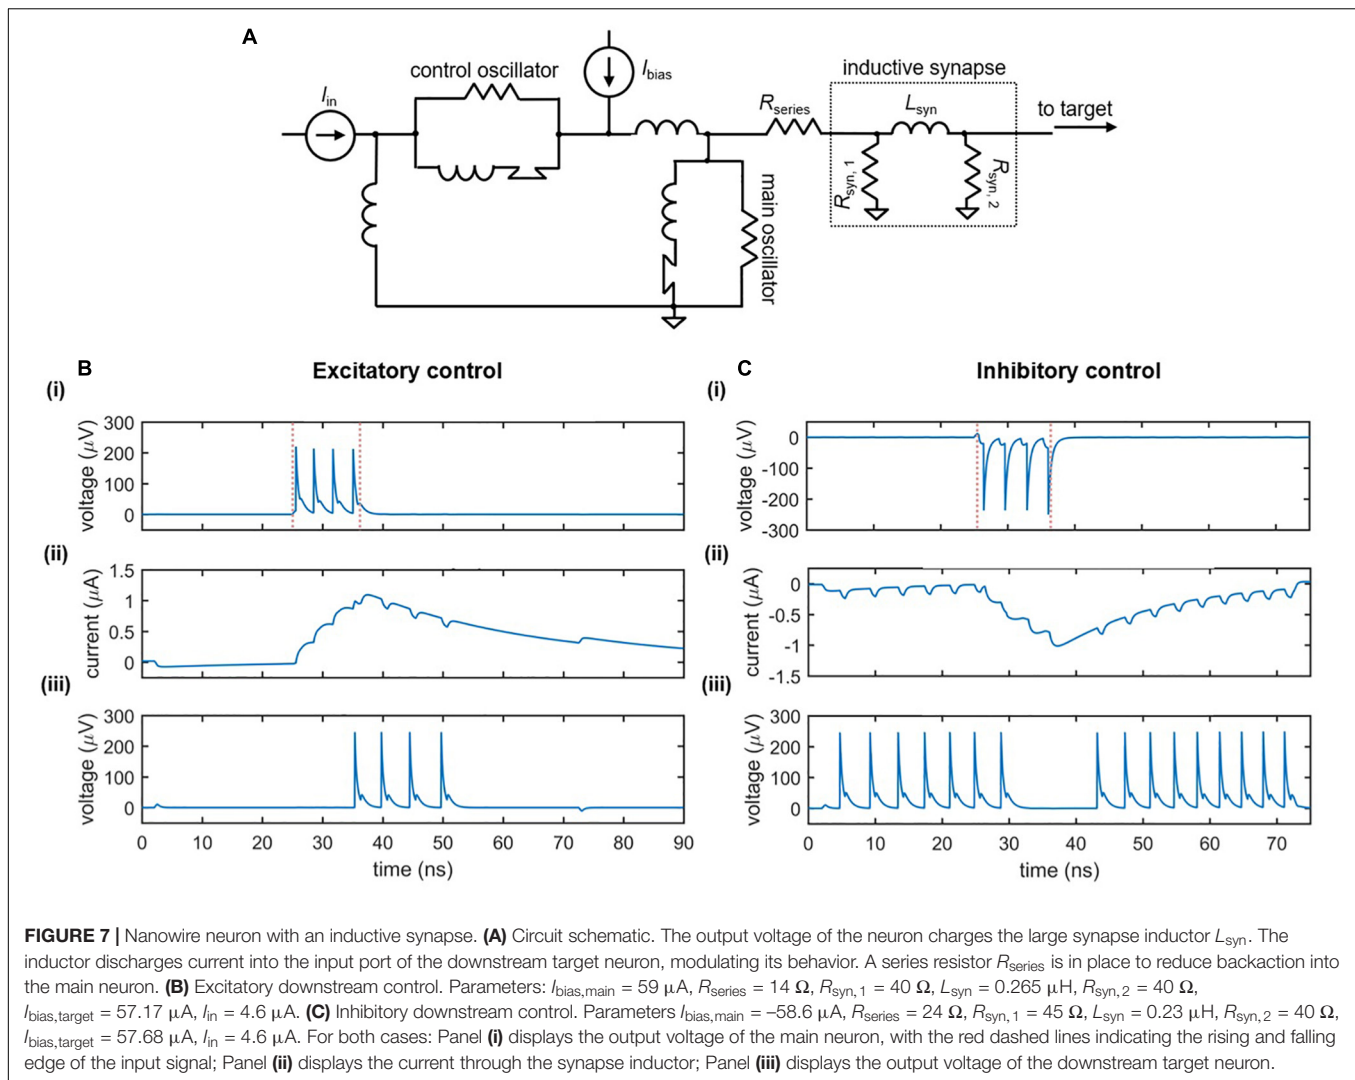 A
control oscillator
I_bias
inductive synapse
I_in
R_series
L_syn
to target
R_syn, 1
R_syn, 2
main oscillator
B
Excitatory control
(i)
300
200
100
0
voltage (µV)
(ii)
1.5
1
0.5
0
current (µA)
(iii)
300
200
100
0
voltage (µV)
0 10 20 30 40 50 60 70 80 90
time (ns)
C
Inhibitory control
(i)
0
-100
-200
-300
voltage (µV)
(ii)
0
-0.5
-1
-1.5
current (µA)
(iii)
300
200
100
0
voltage (µV)
0 10 20 30 40 50 60 70
time (ns)
FIGURE 7 | Nanowire neuron with an inductive synapse. (A) Circuit schematic. The output voltage of the neuron charges the large synapse inductor L_syn. The
inductor discharges current into the input port of the downstream target neuron, modulating its behavior. A series resistor R_series is in place to reduce backaction into
the main neuron. (B) Excitatory downstream control. Parameters: I_bias,main = 59 µA, R_series = 14 Ω, R_syn, 1 = 40 Ω, L_syn = 0.265 µH, R_syn, 2 = 40 Ω,
I_bias,target = 57.17 µA, I_in = 4.6 µA. (C) Inhibitory downstream control. Parameters I_bias,main = –58.6 µA, R_series = 24 Ω, R_syn, 1 = 45 Ω, L_syn = 0.23 µH, R_syn, 2 = 40 Ω,
I_bias,target = 57.68 µA, I_in = 4.6 µA. For both cases: Panel (i) displays the output voltage of the main neuron, with the red dashed lines indicating the rising and falling
edge of the input signal; Panel (ii) displays the current through the synapse inductor; Panel (iii) displays the output voltage of the downstream target neuron.